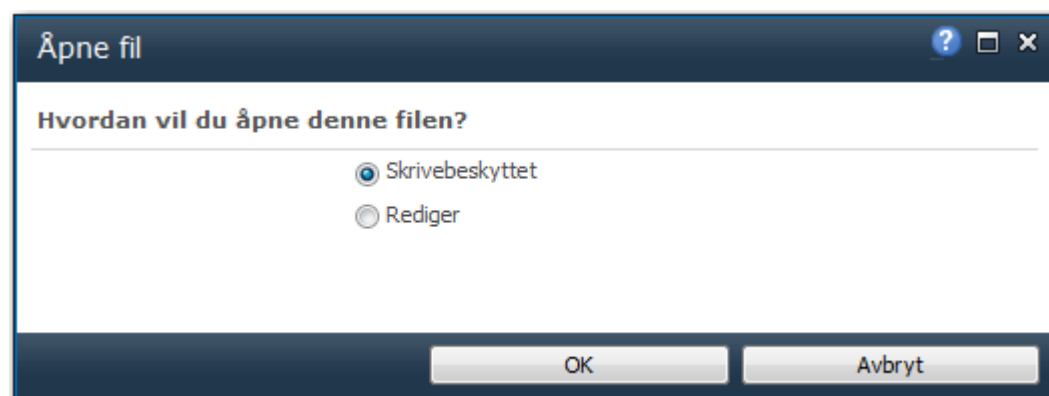 Åpne fil
?
Hvordan vil du åpne denne filen?
Skrivebeskyttet
Rediger
OK
Avbryt